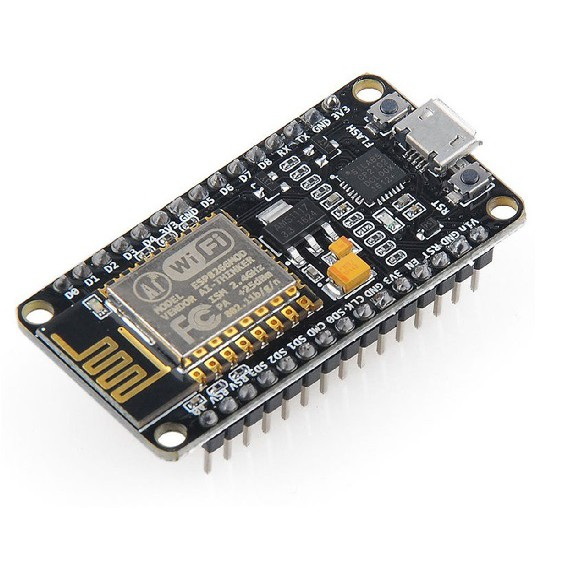 FLASH
3V3
GND
TX
RX
D8
D7
D6
D5
GND
3V3
D4
D2
D1
D0
RST
Vin
GND
RST
EN
3V3
GND
CLK
SD0
CMD
SD1
SD2
SD3
RSV
RSV
A0
Ai
WiFi
MODEL ESP8266MOD
VENDOR AI-THINKER
ISM 2.4GHz
PA +25dBm
802.11b/g/n
FCC